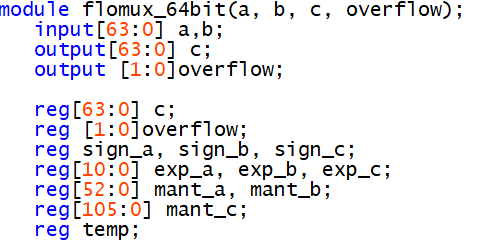 module flomux_64bit(a, b, c, overflow);
input[63:0] a,b;
output[63:0] c;
output [1:0]overflow;
reg[63:0] c;
reg [1:0]overflow;
reg sign_a, sign_b, sign_c;
reg[10:0] exp_a, exp_b, exp_c;
reg[52:0] mant_a, mant_b;
reg[105:0] mant_c;
reg temp;